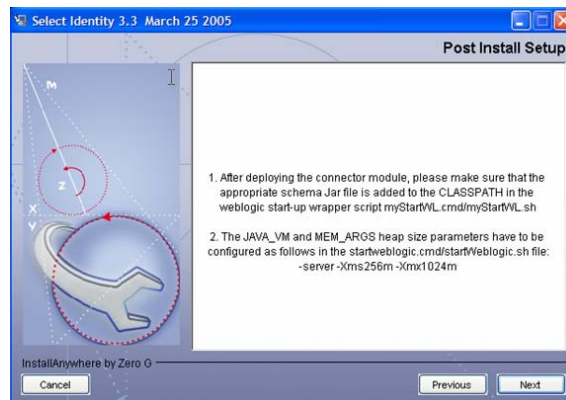 Select Identity 3.3 March 25 2005
Post Install Setup
M
Z
X
Y
1. After deploying the connector module, please make sure that the
appropriate schema Jar file is added to the CLASSPATH in the
weblogic start-up wrapper script myStartWL.cmd/myStartWL.sh
2. The JAVA_VM and MEM_ARGS heap size parameters have to be
configured as follows in the startweblogic.cmd/startWeblogic.sh file:
-server -Xms256m -Xmx1024m
InstallAnywhere by Zero G
Cancel
Previous
Next